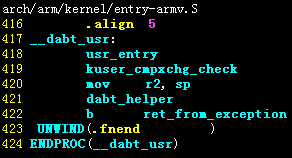 arch/arm/kernel/entry-armv.S
416 .align 5
417 __dabt_usr:
418 usr_entry
419 kuser_cmpxchg_check
420 mov r2, sp
421 dabt_helper
422 b ret_from_exception
423 UNWIND(.fnend )
424 ENDPROC(__dabt_usr)